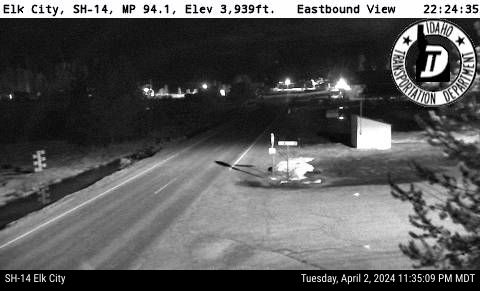 Elk City, SH-14, MP 94.1, Elev 3,939ft. Eastbound View 22:24:35
IDAHO
TRANSPORTATION DEPARTMENT
SH-14 Elk City Tuesday, April 2, 2024 11:35:09 PM MDT